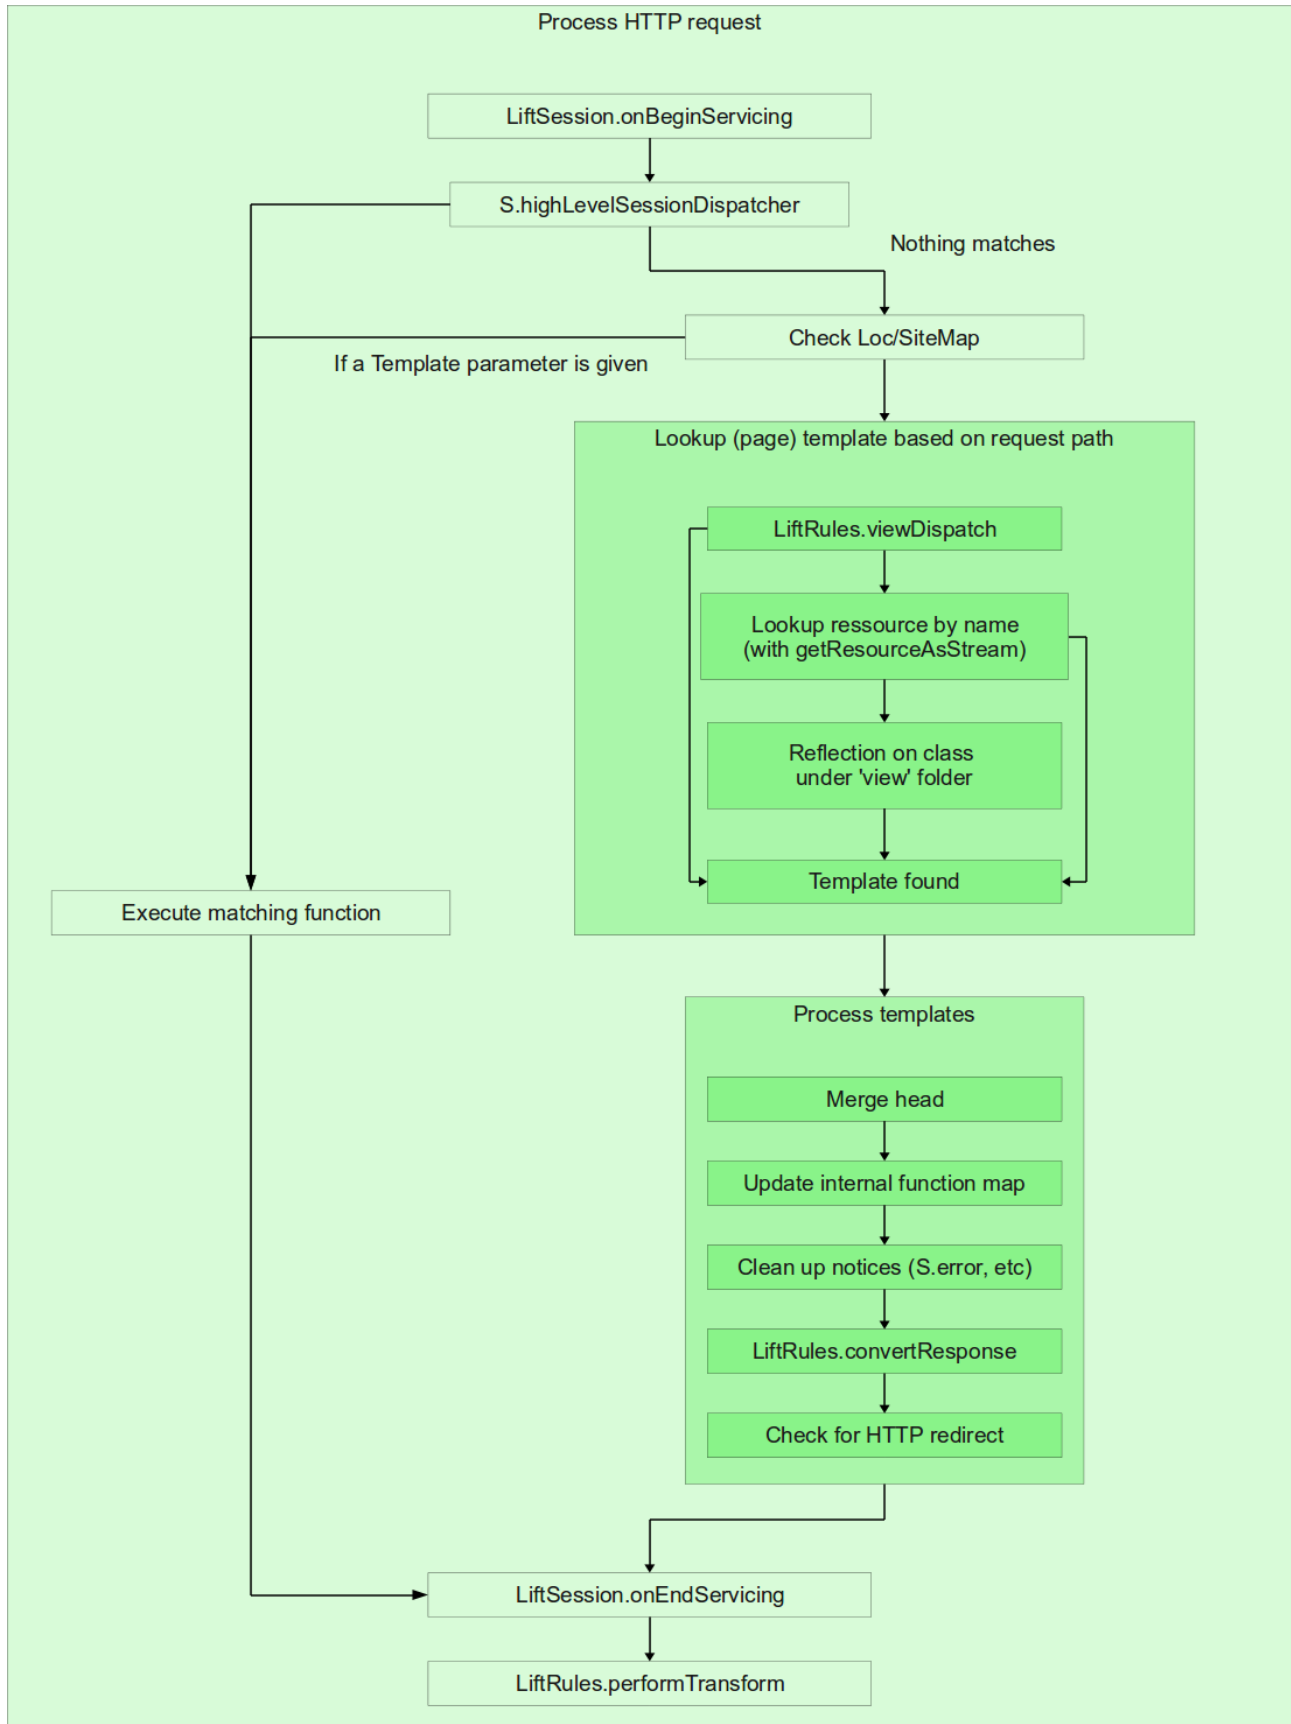 Process HTTP request
LiftSession.onBeginServicing
S.highLevelSessionDispatcher
Nothing matches
Check Loc/SiteMap
If a Template parameter is given
Lookup (page) template based on request path
LiftRules.viewDispatch
Lookup ressource by name
(with getResourceAsStream)
Reflection on class
under 'view' folder
Template found
Execute matching function
Process templates
Merge head
Update internal function map
Clean up notices (S.error, etc)
LiftRules.convertResponse
Check for HTTP redirect
LiftSession.onEndServicing
LiftRules.performTransform